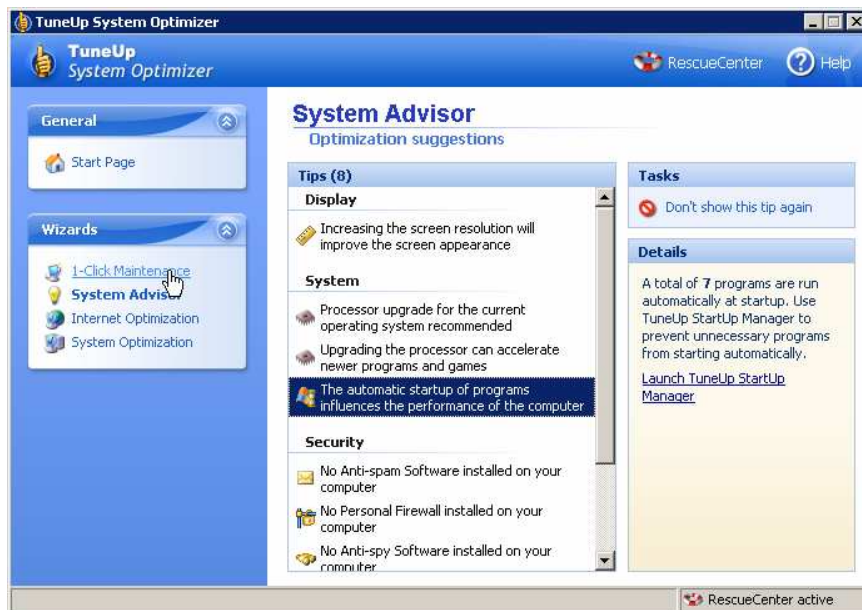 TuneUp System Optimizer
TuneUp
System Optimizer
RescueCenter
Help
General
Start Page
Wizards
1-Click Maintenance
System Advisor
Internet Optimization
System Optimization
System Advisor
Optimization suggestions
Tips (8)
Display
Increasing the screen resolution will
improve the screen appearance
System
Processor upgrade for the current
operating system recommended
Upgrading the processor can accelerate
newer programs and games
The automatic startup of programs
influences the performance of the computer
Security
No Anti-spam Software installed on your
computer
No Personal Firewall installed on your
computer
No Anti-spy Software installed on your
computer
Tasks
Don't show this tip again
Details
A total of 7 programs are run
automatically at startup. Use
TuneUp StartUp Manager to
prevent unnecessary programs
from starting automatically.
Launch TuneUp StartUp
Manager
RescueCenter active